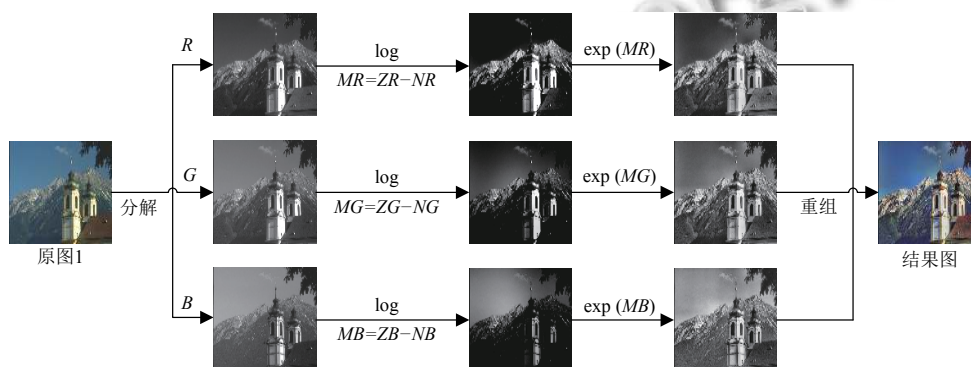 R
log
MR=ZR−NR
exp (MR)
G
分解
log
MG=ZG−NG
exp (MG)
重组
原图1
结果图
B
log
MB=ZB−NB
exp (MB)